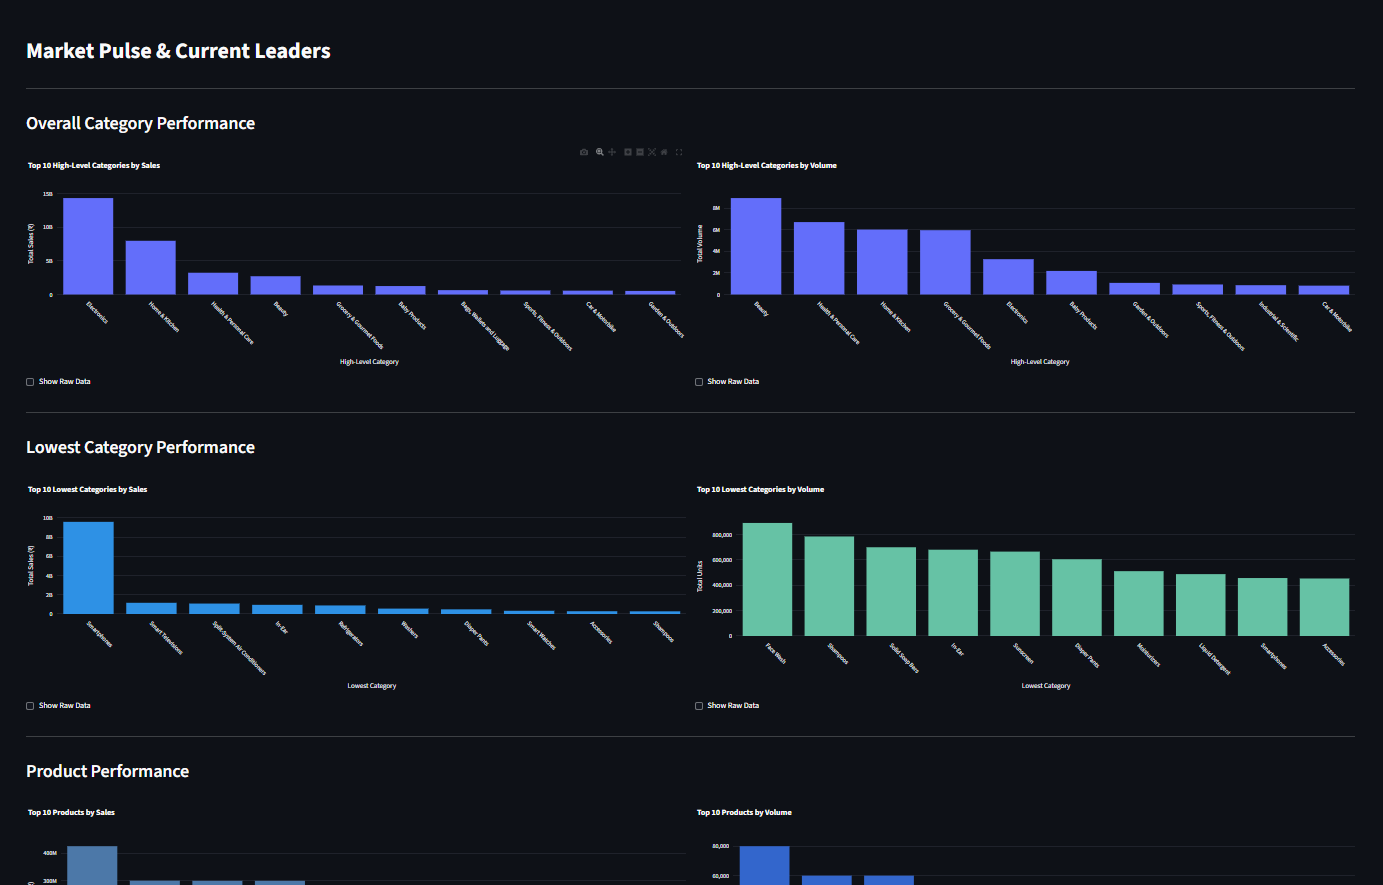 Market Pulse & Current Leaders
Overall Category Performance
Top 10 High-Level Categories by Sales
Total Sales (₹)
15B
10B
5B
0
Electronics
Home & Kitchen
Health & Personal Care
Beauty
Grocery & Gourmet Foods
Baby Products
Bags, Wallets and Luggage
Sports, Fitness & Outdoors
Car & Motorbike
Garden & Outdoors
High-Level Category
Show Raw Data
Top 10 High-Level Categories by Volume
Total Volume
8M
6M
4M
2M
0
Beauty
Health & Personal Care
Home & Kitchen
Grocery & Gourmet Foods
Electronics
Baby Products
Garden & Outdoors
Sports, Fitness & Outdoors
Industrial & Scientific
Car & Motorbike
High-Level Category
Show Raw Data
Lowest Category Performance
Top 10 Lowest Categories by Sales
Total Sales (₹)
10B
8B
6B
4B
2B
0
Smartphones
Smart Televisions
Split-System Air Conditioners
In-Ear
Refrigerators
Washers
Diaper Pants
Smart Watches
Accessories
Shampoos
Lowest Category
Show Raw Data
Top 10 Lowest Categories by Volume
Total Units
800,000
600,000
400,000
200,000
0
Face Wash
Shampoos
Solid Soap Bars
In-Ear
Sunscreen
Diaper Pants
Moisturizers
Liquid Detergent
Smartphones
Accessories
Lowest Category
Show Raw Data
Product Performance
Top 10 Products by Sales
400M
300M
Top 10 Products by Volume
80,000
60,000